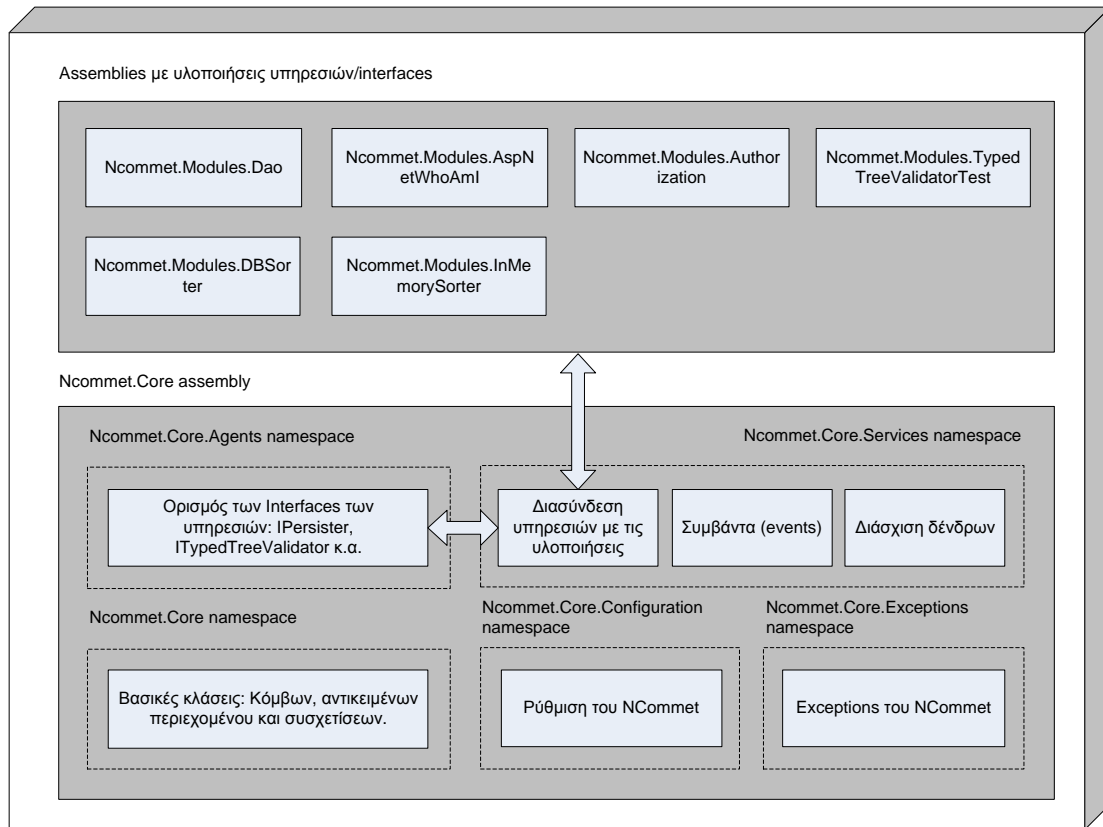 Assemblies με υλοποιήσεις υπηρεσιών/interfaces
Ncommet.Modules.Dao
Ncommet.Modules.AspN
etWhoAmI
Ncommet.Modules.Author
ization
Ncommet.Modules.Typed
TreeValidatorTest
Ncommet.Modules.DBSor
ter
Ncommet.Modules.InMe
morySorter
Ncommet.Core assembly
Ncommet.Core.Agents namespace
Ncommet.Core.Services namespace
Ορισμός των Interfaces των
υπηρεσιών: IPersister,
ITypedTreeValidator κ.α.
Διασύνδεση
υπηρεσιών με τις
υλοποιήσεις
Συμβάντα (events)
Διάσχιση δένδρων
Ncommet.Core namespace
Ncommet.Core.Configuration
namespace
Ncommet.Core.Exceptions
namespace
Βασικές κλάσεις: Κόμβων, αντικειμένων
περιεχομένου και συσχετίσεων.
Ρύθμιση του NCommet
Exceptions του NCommet